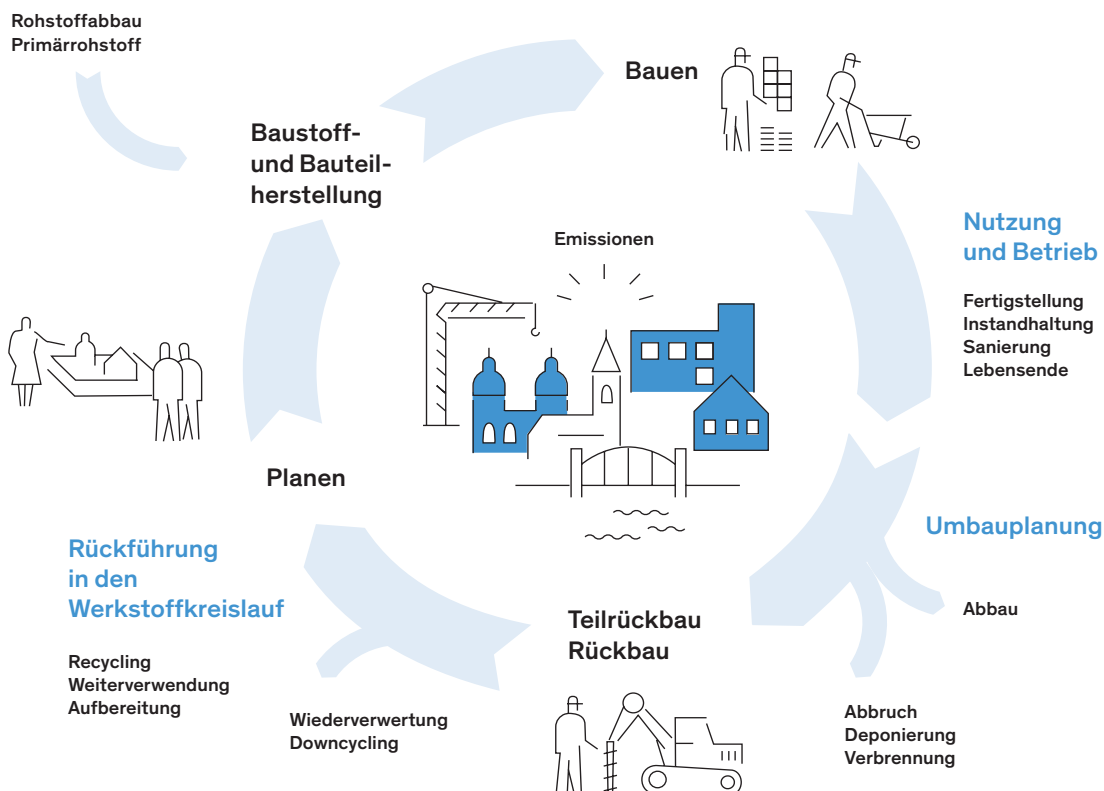 Rohstoffabbau
Primärrohstoff
Bauen
Baustoff-
und Bauteil-
herstellung
Nutzung
und Betrieb
Emissionen
Fertigstellung
Instandhaltung
Sanierung
Lebensende
Planen
Umbauplanung
Rückführung
in den
Werkstoffkreislauf
Abbau
Teilrückbau
Rückbau
Recycling
Weiterverwendung
Aufbereitung
Wiederverwertung
Downcycling
Abbruch
Deponierung
Verbrennung